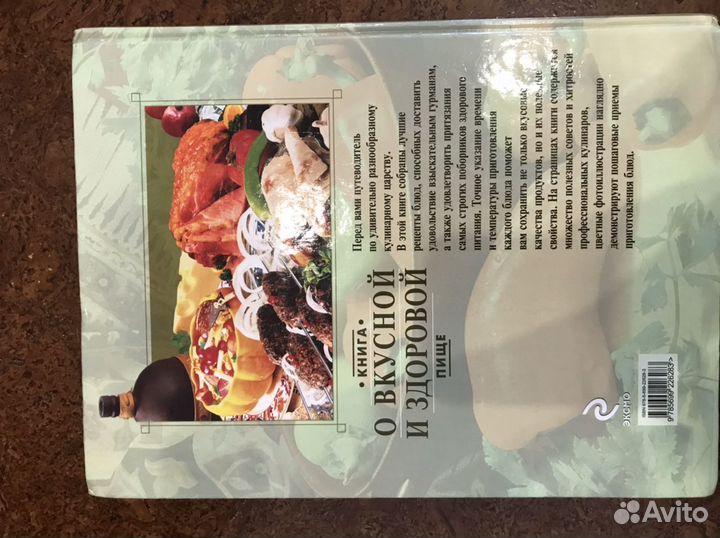 • КНИГА •
О ВКУСНОЙ
И ЗДОРОВОЙ
ПИЩЕ
Перед вами путеводитель
по удивительно разнообразному
кулинарному царству.
В этой книге собраны лучшие
рецепты блюд, способных доставить
удовольствие взыскательным гурманам,
а также удовлетворить притязания
самых строгих поборников здорового
питания. Точное указание времени
и температуры приготовления
каждого блюда поможет
вам сохранить не только вкусовые
качества продуктов, но и их полезные
свойства. На страницах книги содержится
множество полезных советов и хитростей
профессиональных кулинаров,
цветные фотоиллюстрации наглядно
демонстрируют пошаговые приемы
приготовления блюд.
ЭКСМО
Avito